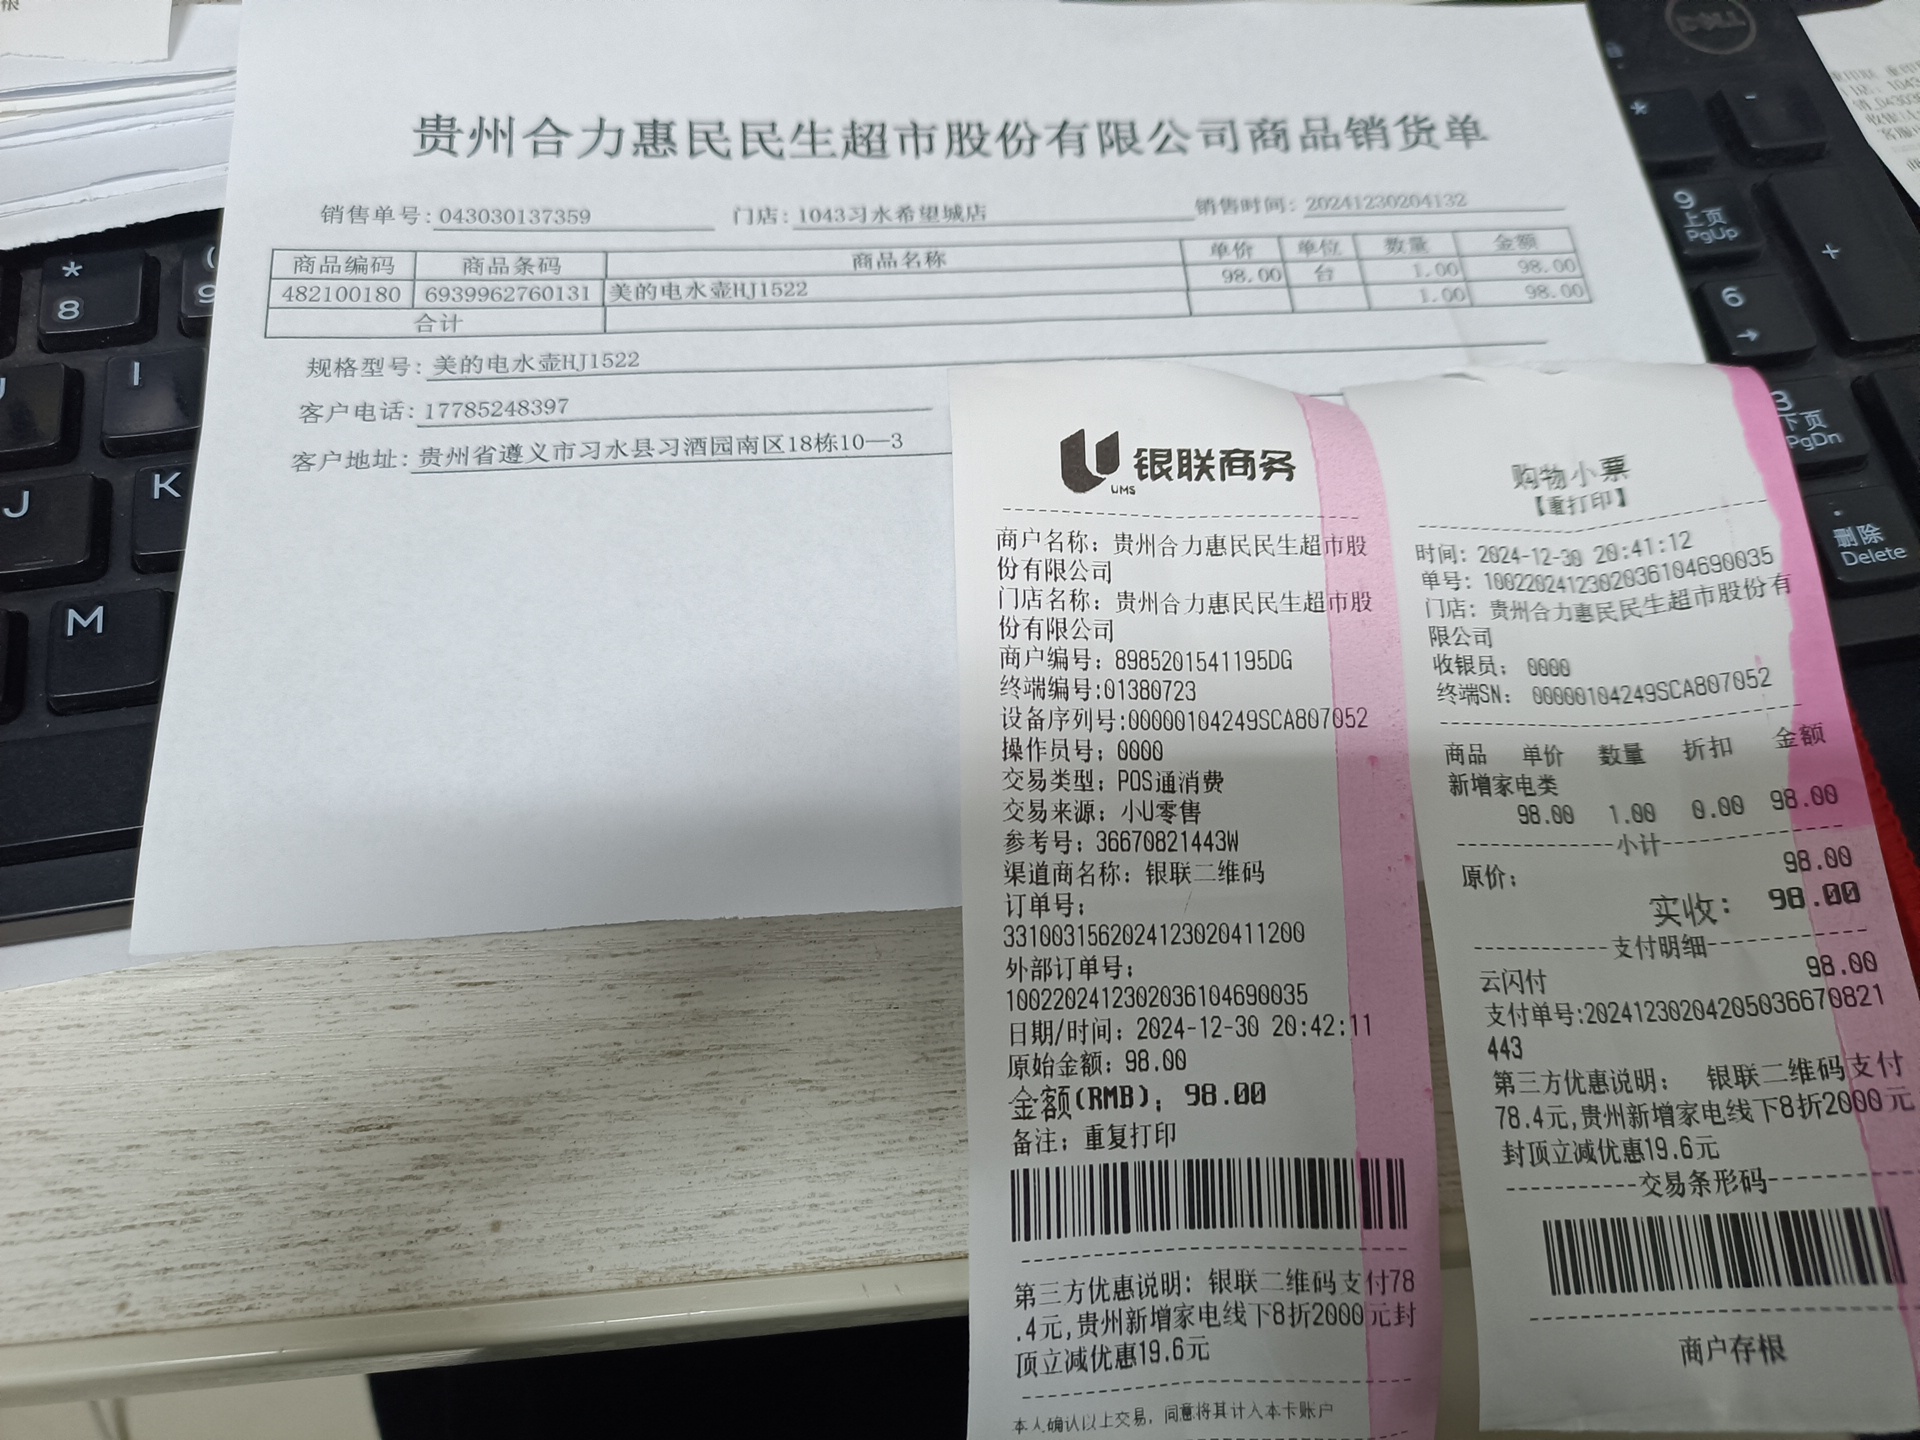 贵州合力惠民民生超市股份有限公司商品销货单
销售单号: 043030137359 门店: 1043习水希望城店 销售时间: 20241230204132
商品编码 商品条码 商品名称 单价 单位 数量 金额
482100180 6939962760131 美的电水壶HJ1522 98.00 台 1.00 98.00
合计 1.00 98.00
规格型号: 美的电水壶HJ1522
客户电话: 17785248397
客户地址: 贵州省遵义市习水县习酒园南区18栋10—3
银联商务
UMS
商户名称: 贵州合力惠民民生超市股
份有限公司
门店名称: 贵州合力惠民民生超市股
份有限公司
商户编号: 8985201541195DG
终端编号:01380723
设备序列号:00000104249SCA807052
操作员号: 0000
交易类型: POS通消费
交易来源: 小U零售
参考号: 36670821443W
渠道商名称: 银联二维码
订单号:
3310031562024123020411200
外部订单号:
10022024123020361046900​35
日期/时间: 2024-12-30 20:42:11
原始金额: 98.00
金额(RMB): 98.00
备注: 重复打印
第三方优惠说明: 银联二维码支付78
.4元,贵州新增家电线下8折2000元封
顶立减优惠19.6元
本人确认以上交易, 同意将其计入本卡账户
购物小票
【重打印】
时间: 2024-12-30 20:41:12
单号: 1002202412302036104690035
门店: 贵州合力惠民民生超市股份有
限公司
收银员: 0000
终端SN: 00000104249SCA807052
商品 单价 数量 折扣 金额
新增家电类
98.00 1.00 0.00 98.00
小计
原价: 98.00
实收: 98.00
支付明细
云闪付 98.00
支付单号:20241230204205036670821
443
第三方优惠说明: 银联二维码支付
78.4元,贵州新增家电线下8折2000元
封顶立减优惠19.6元
交易条形码
商户存根
DELL
*
8
(
9
I
J
K
M
*
-
9
上页
PgUp
+
6
→
3
下页
PgDn
.
删除
Delete